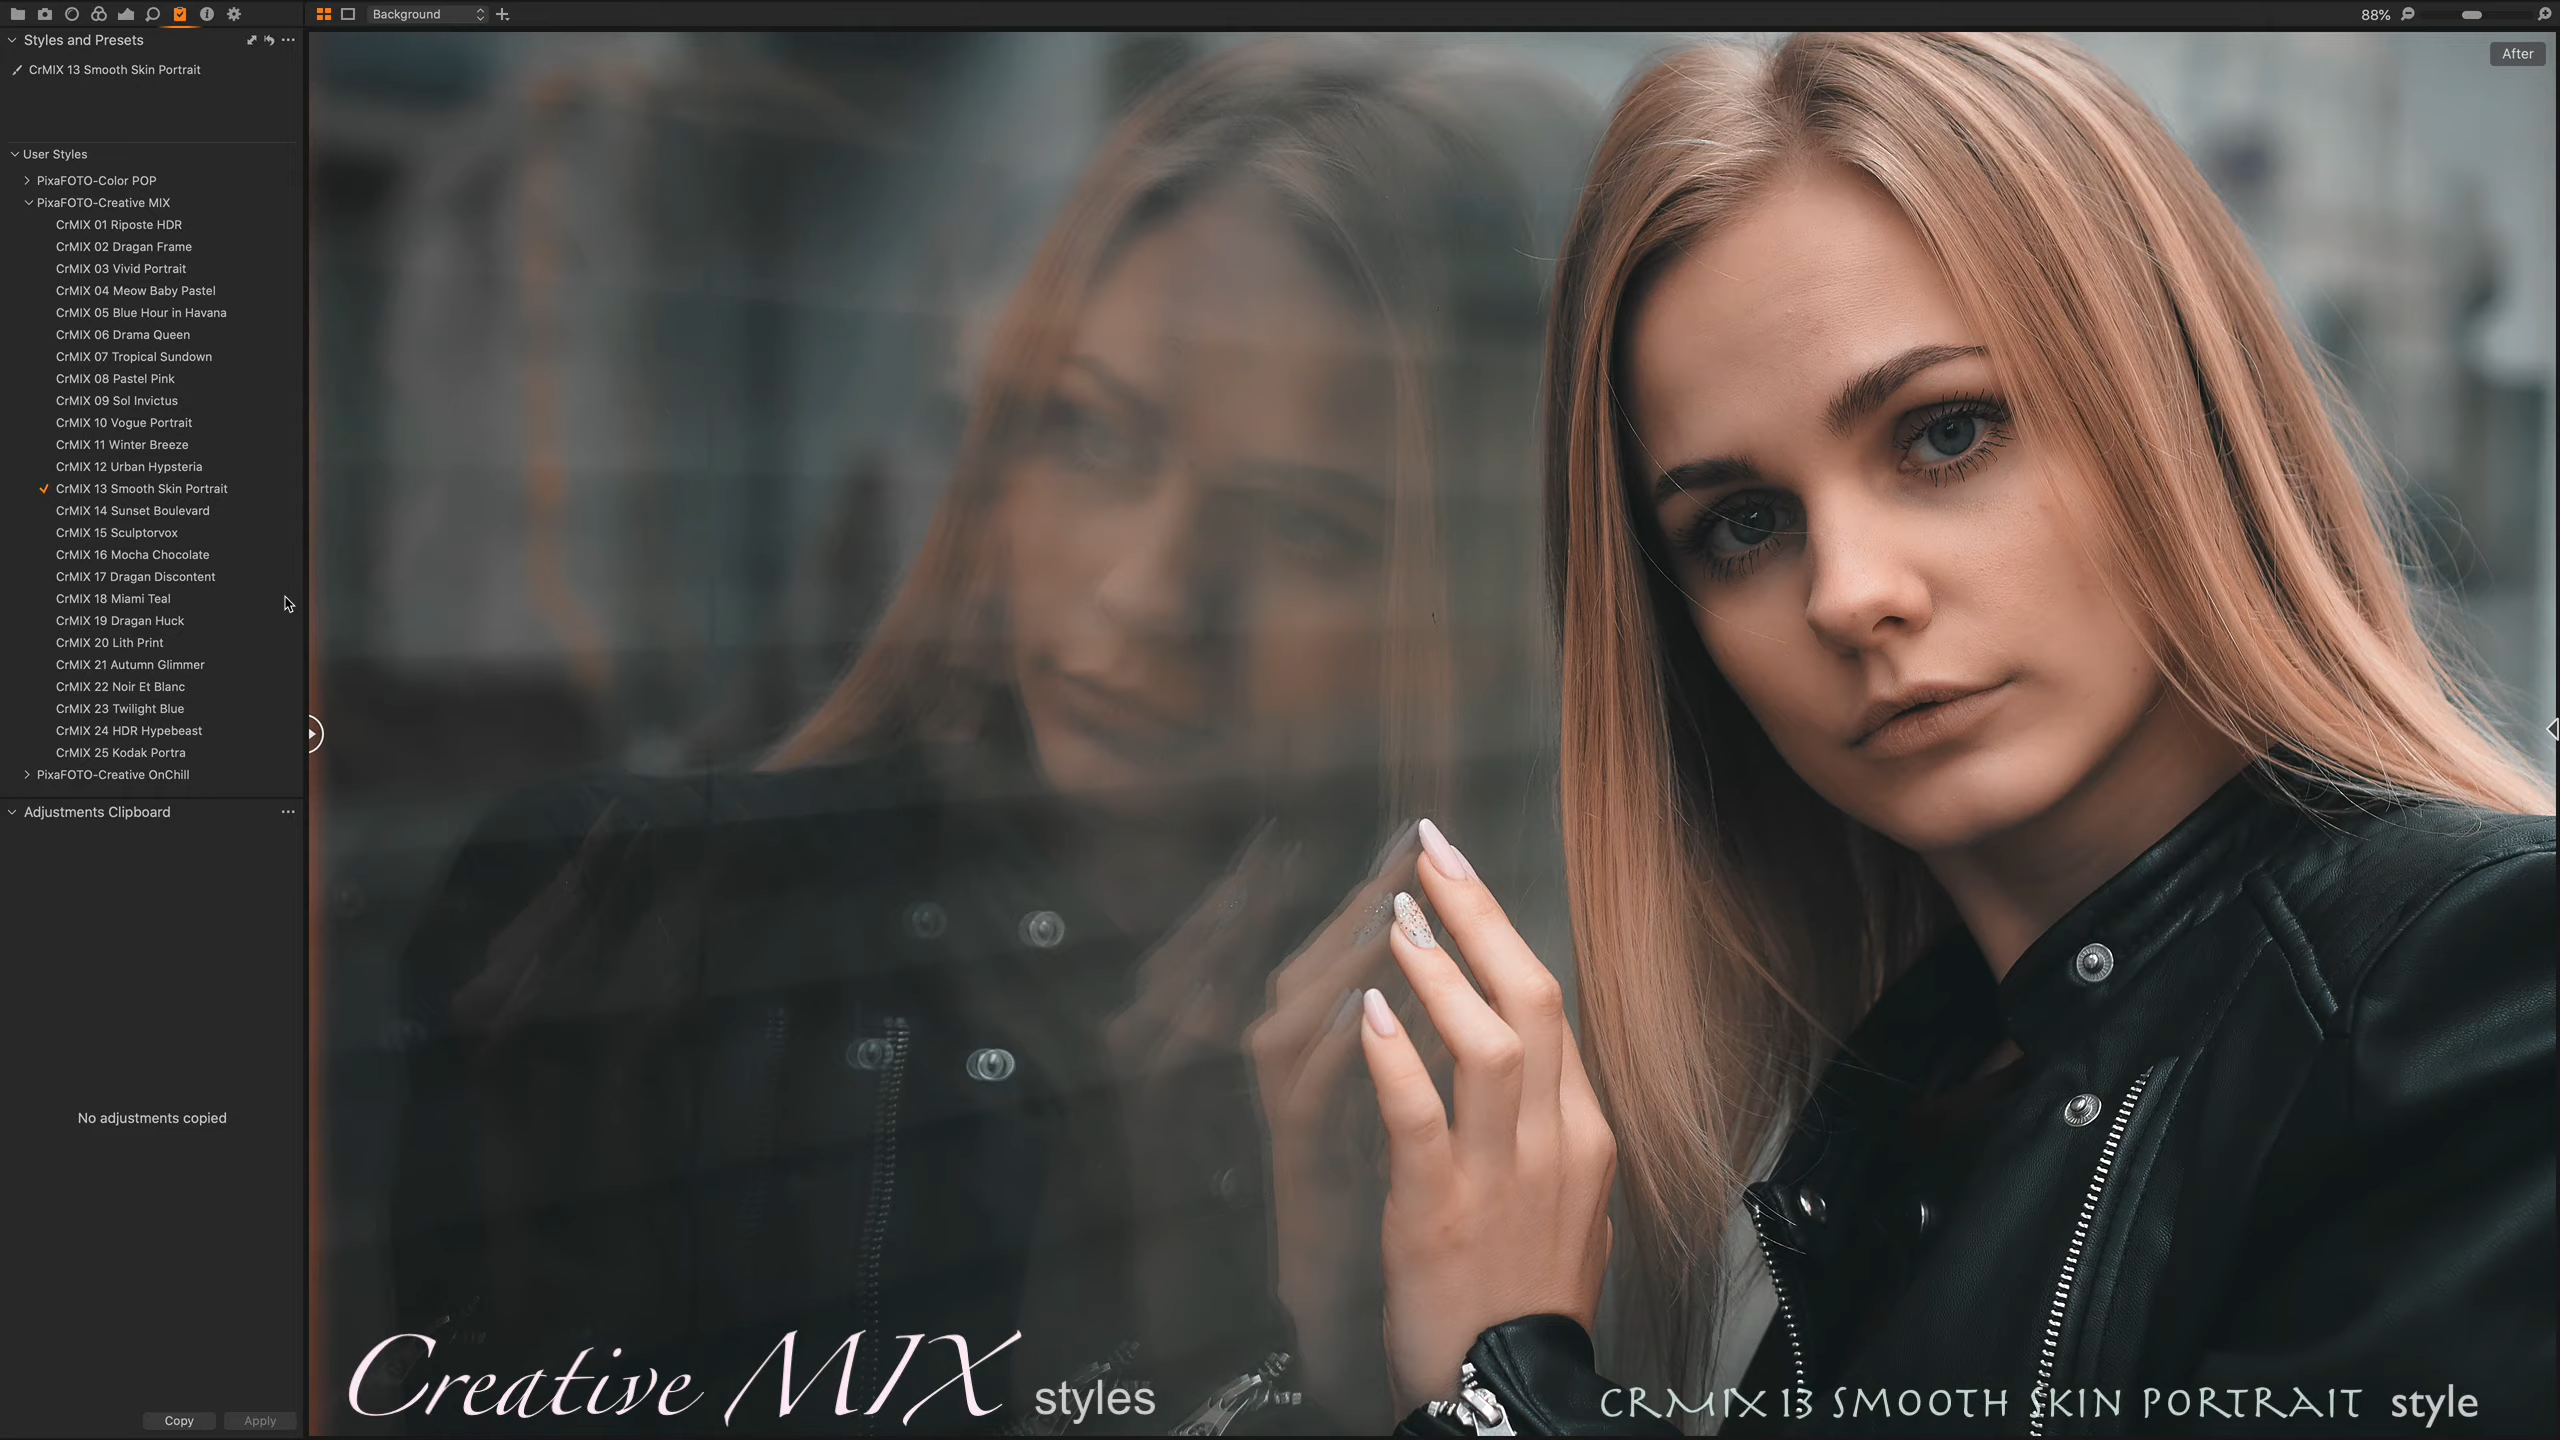 Background
88%
Styles and Presets
CrMIX 13 Smooth Skin Portrait
After
User Styles
PixaFOTO-Color POP
PixaFOTO-Creative MIX
CrMIX 01 Riposte HDR
CrMIX 02 Dragan Frame
CrMIX 03 Vivid Portrait
CrMIX 04 Meow Baby Pastel
CrMIX 05 Blue Hour in Havana
CrMIX 06 Drama Queen
CrMIX 07 Tropical Sundown
CrMIX 08 Pastel Pink
CrMIX 09 Sol Invictus
CrMIX 10 Vogue Portrait
CrMIX 11 Winter Breeze
CrMIX 12 Urban Hypsteria
CrMIX 13 Smooth Skin Portrait
CrMIX 14 Sunset Boulevard
CrMIX 15 Sculptorvox
CrMIX 16 Mocha Chocolate
CrMIX 17 Dragan Discontent
CrMIX 18 Miami Teal
CrMIX 19 Dragan Huck
CrMIX 20 Lith Print
CrMIX 21 Autumn Glimmer
CrMIX 22 Noir Et Blanc
CrMIX 23 Twilight Blue
CrMIX 24 HDR Hypebeast
CrMIX 25 Kodak Portra
PixaFOTO-Creative OnChill
Adjustments Clipboard
No adjustments copied
Copy
Apply
Creative MIX styles
CRMIX 13 SMOOTH SKIN PORTRAIT style